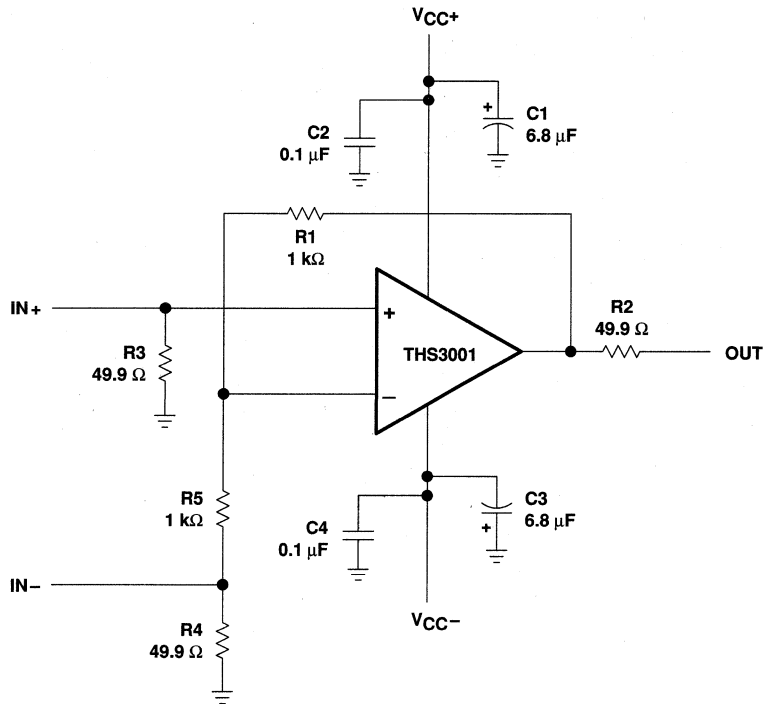 VCC+
C1
6.8 μF
+
C2
0.1 μF
R1
1 kΩ
IN+
+
R2
49.9 Ω
R3
49.9 Ω
THS3001
OUT
−
R5
1 kΩ
C3
6.8 μF
+
C4
0.1 μF
IN−
VCC−
R4
49.9 Ω